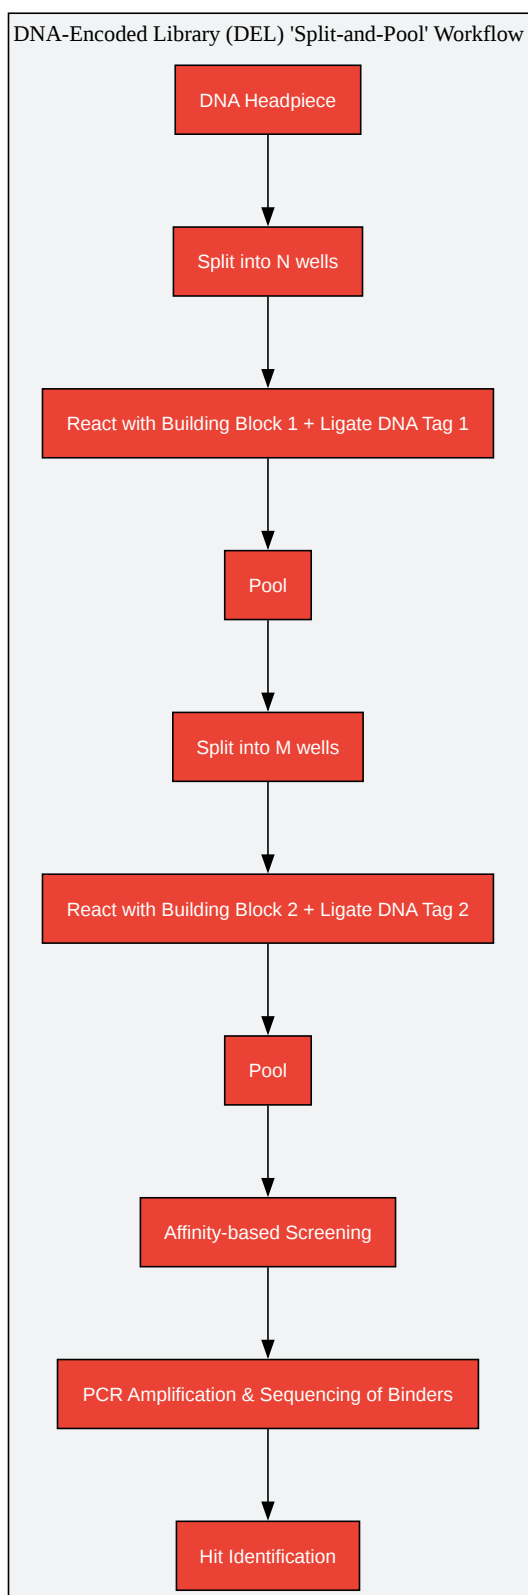 DNA-Encoded Library (DEL) 'Split-and-Pool' Workflow
DNA Headpiece
Split into N wells
React with Building Block 1 + Ligate DNA Tag 1
Pool
Split into M wells
React with Building Block 2 + Ligate DNA Tag 2
Pool
Affinity-based Screening
PCR Amplification & Sequencing of Binders
Hit Identification